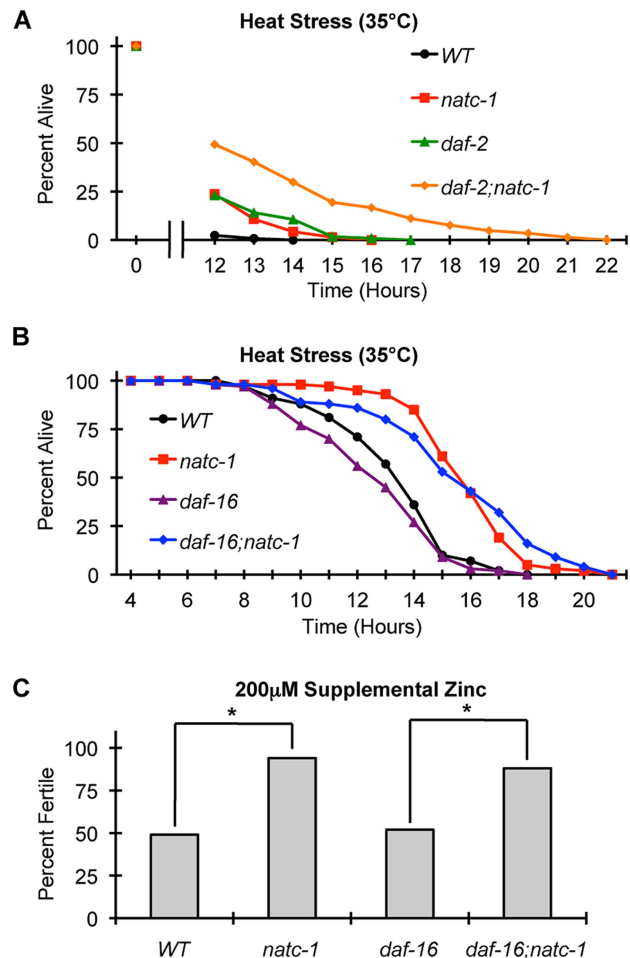 A
Heat Stress (35°C)
Percent Alive
100
75
50
25
0
WT
natc-1
daf-2
daf-2;natc-1
0 12 13 14 15 16 17 18 19 20 21 22
Time (Hours)
B
Heat Stress (35°C)
Percent Alive
100
75
50
25
0
WT
natc-1
daf-16
daf-16;natc-1
4 6 8 10 12 14 16 18 20
Time (Hours)
C
200μM Supplemental Zinc
Percent Fertile
100
75
50
25
0
* *
WT natc-1 daf-16 daf-16;natc-1